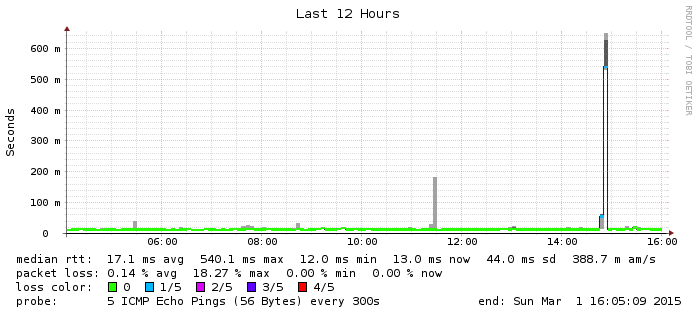 Last 12 Hours
RRDTOOL / TOBI OETIKER
Seconds
600 m
500 m
400 m
300 m
200 m
100 m
0
06:00 08:00 10:00 12:00 14:00 16:00
median rtt: 17.1 ms avg 540.1 ms max 12.0 ms min 13.0 ms now 44.0 ms sd 388.7 m am/s
packet loss: 0.14 % avg 18.27 % max 0.00 % min 0.00 % now
loss color: 0 1/5 2/5 3/5 4/5
probe: 5 ICMP Echo Pings (56 Bytes) every 300s end: Sun Mar 1 16:05:09 2015